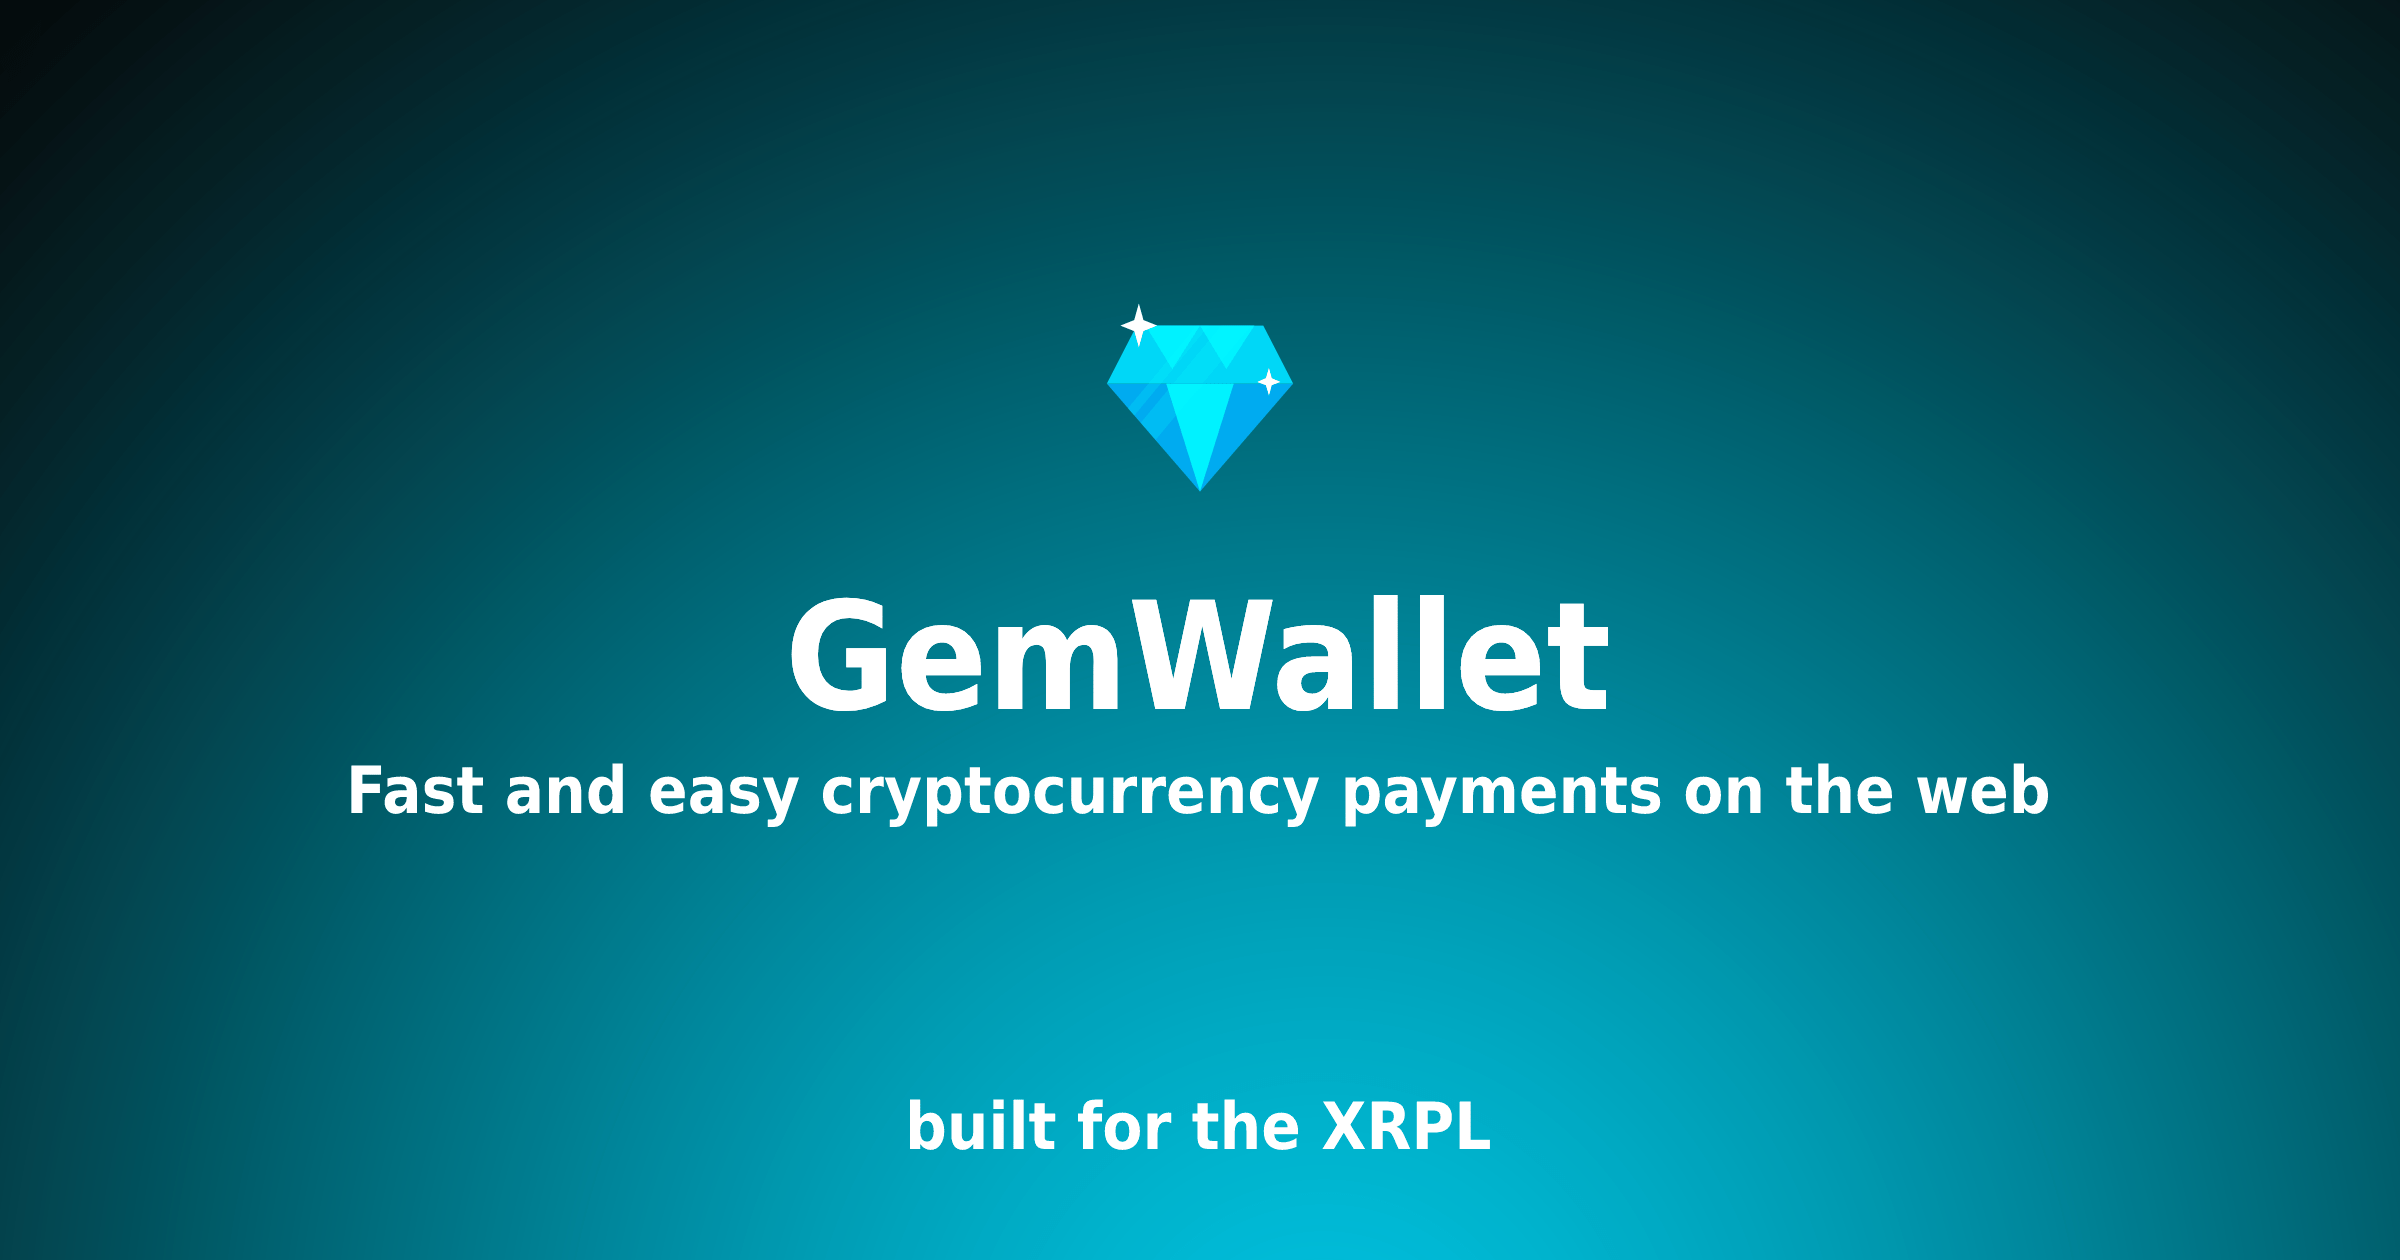 GemWallet
Fast and easy cryptocurrency payments on the web
built for the XRPL